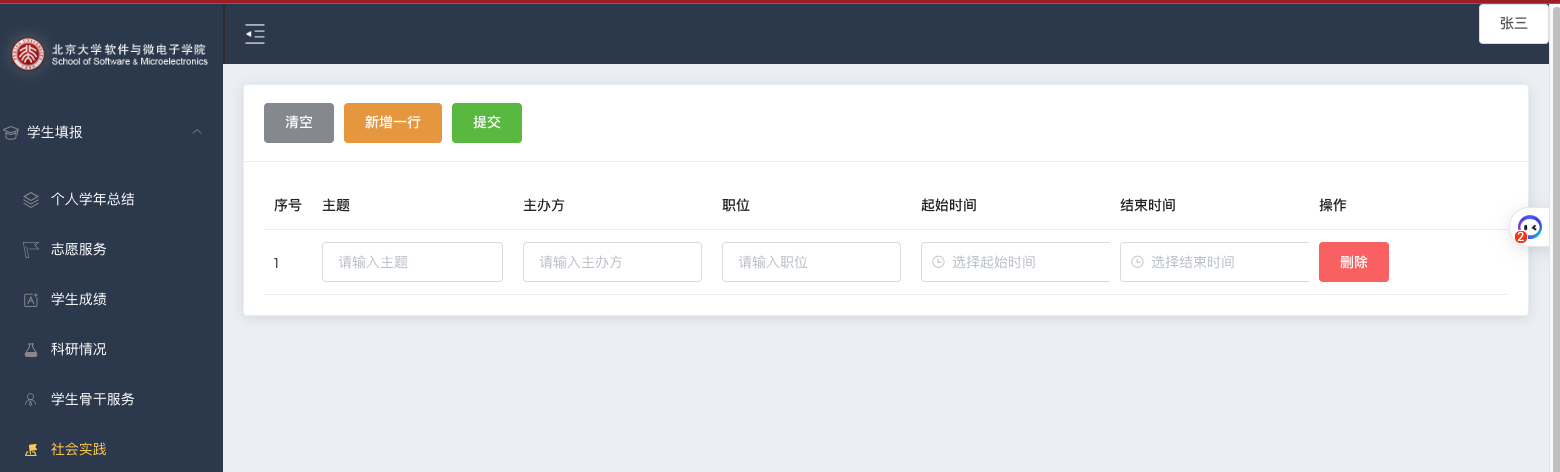 张三
北京大学软件与微电子学院
School of Software & Microelectronics
学生填报
个人学年总结
志愿服务
学生成绩
科研情况
学生骨干服务
社会实践
清空 新增一行 提交
序号 主题 主办方 职位 起始时间 结束时间 操作
1 请输入主题 请输入主办方 请输入职位 选择起始时间 选择结束时间 删除
2